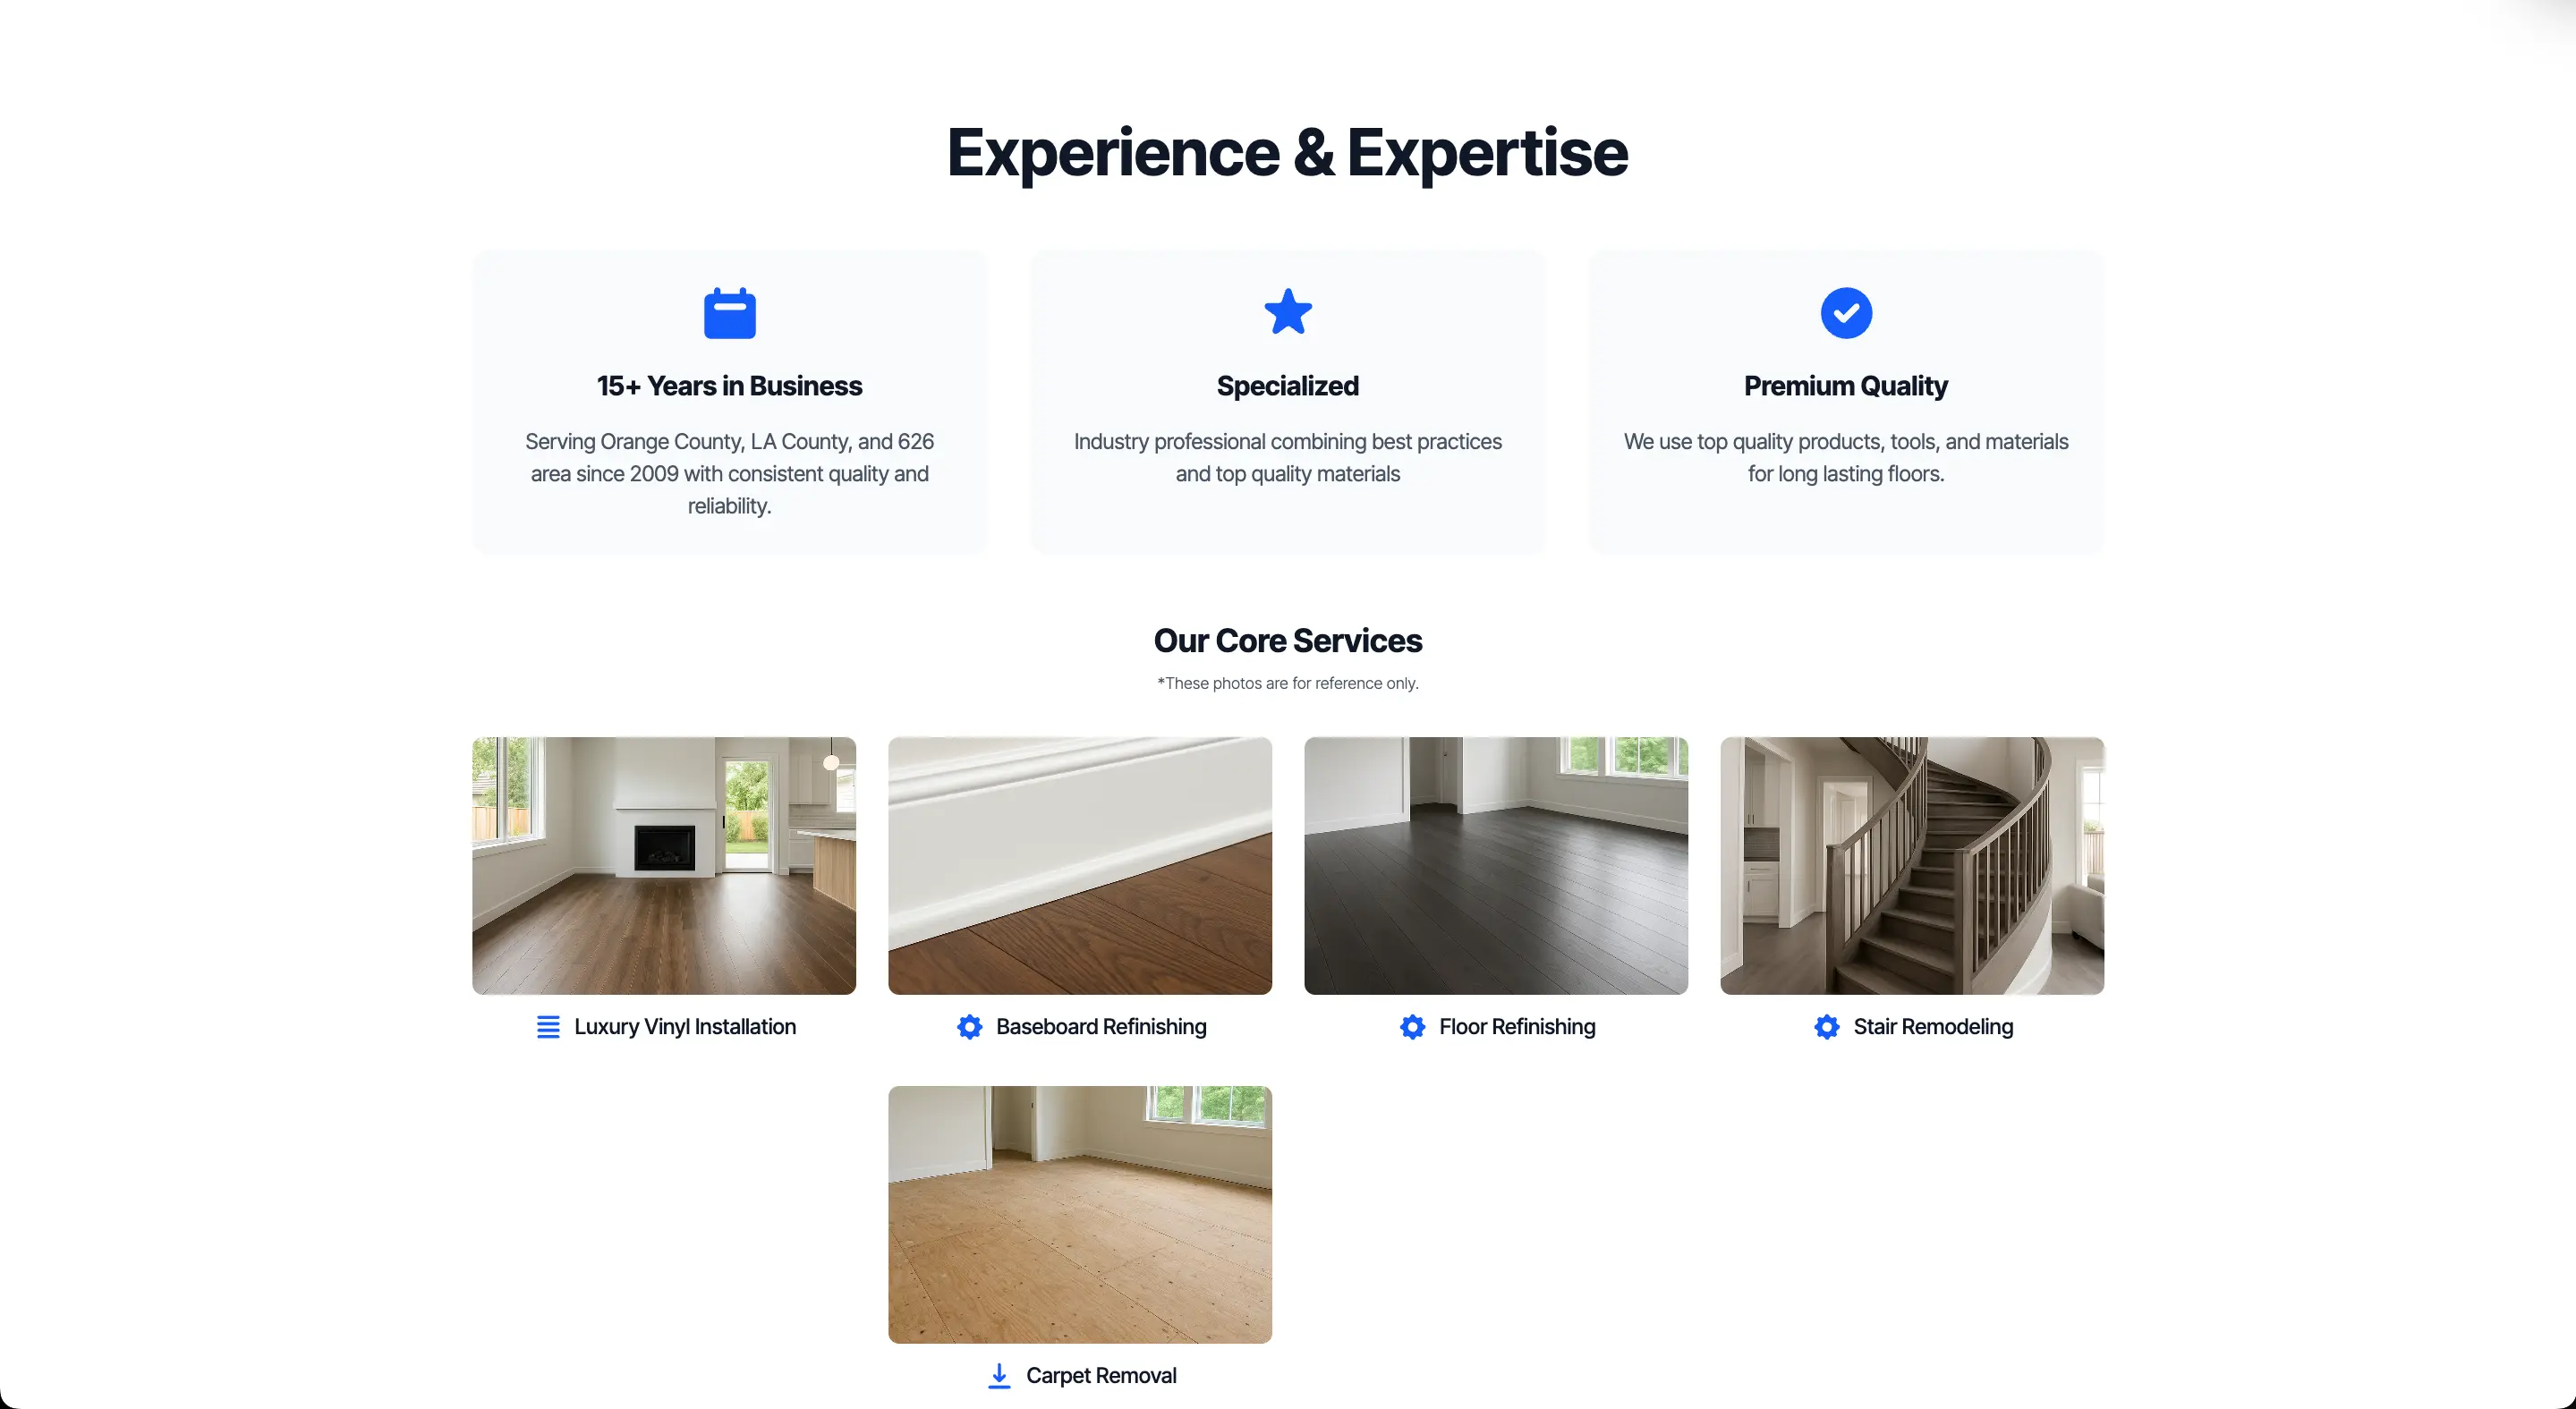 Experience & Expertise
15+ Years in Business
Serving Orange County, LA County, and 626
area since 2009 with consistent quality and
reliability.
Specialized
Industry professional combining best practices
and top quality materials
Premium Quality
We use top quality products, tools, and materials
for long lasting floors.
Our Core Services
*These photos are for reference only.
Luxury Vinyl Installation
Baseboard Refinishing
Floor Refinishing
Stair Remodeling
Carpet Removal